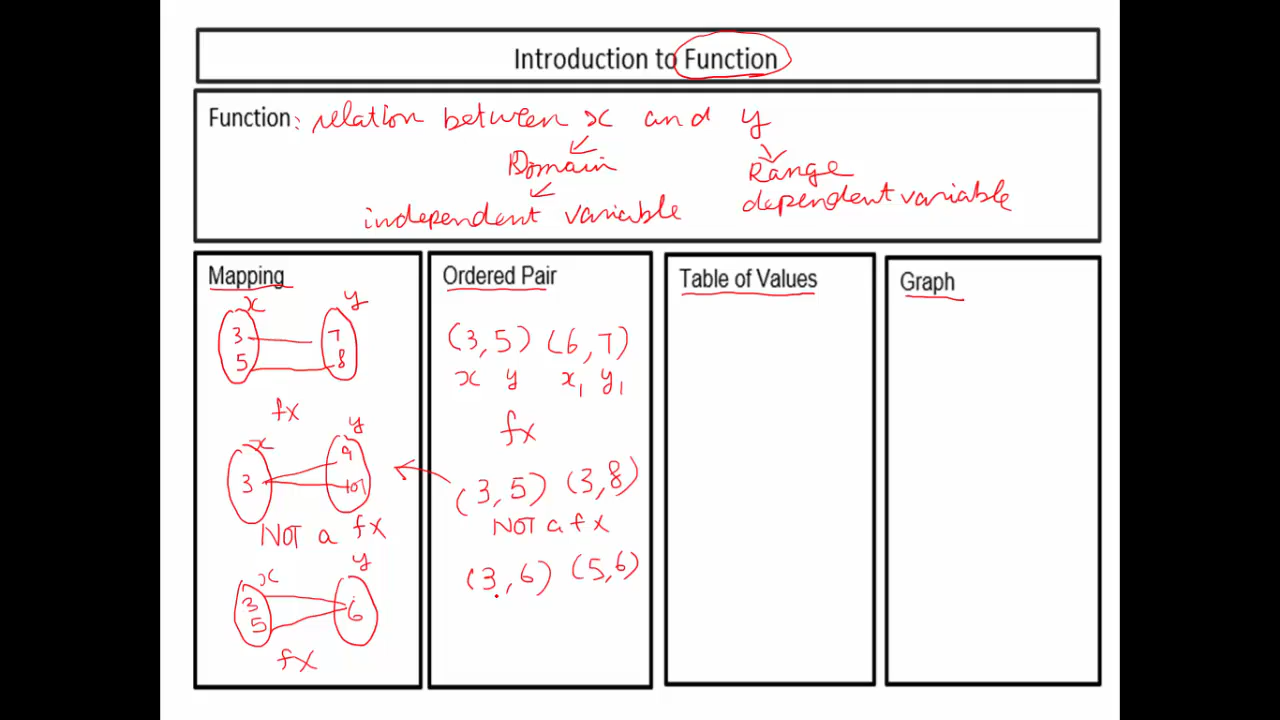 Introduction to Function
Function: relation between x and y
Domain
Range
independent variable
dependent variable
Mapping
x y
3 7
5 8
fx
x y
3 9
101
NOT a fx
x y
3 6
5
fx
Ordered Pair
(3,5) (6,7)
x y x₁ y₁
fx
(3,5) (3,8)
NOT a fx
(3,6) (5,6)
Table of Values
Graph